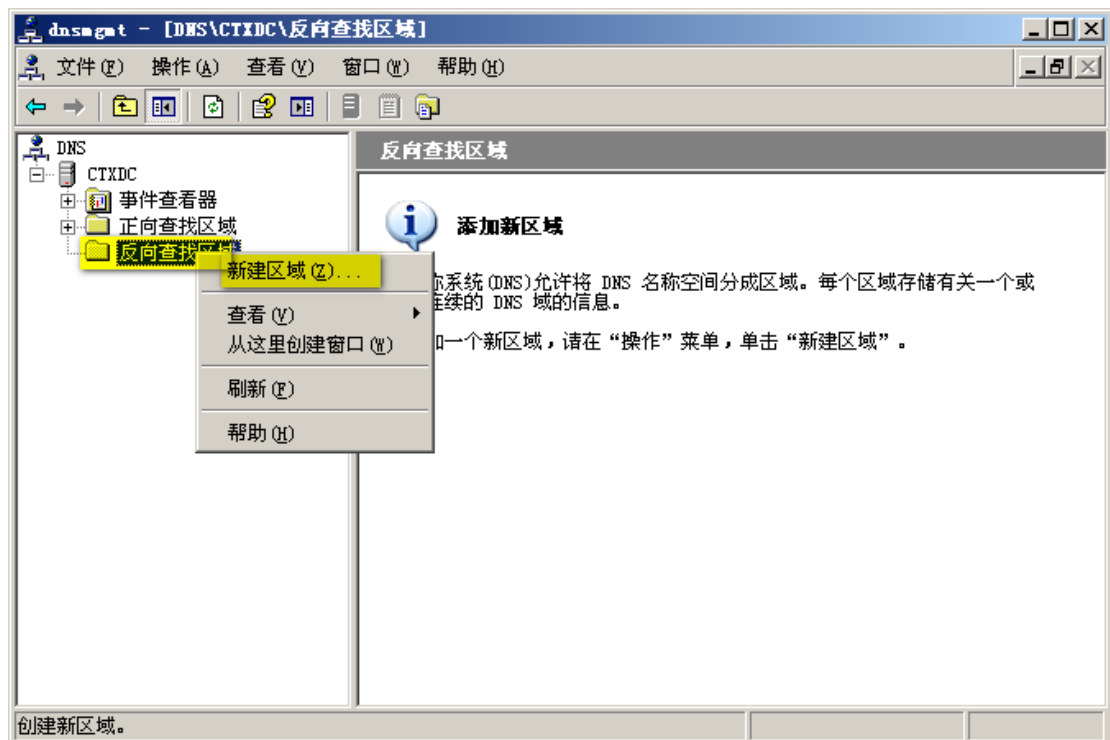 dnsmgmt - [DNS\CTXDC\反向查找区域]
文件(F) 操作(A) 查看(V) 窗口(W) 帮助(H)
DNS
CTXDC
事件查看器
正向查找区域
反向查找区域
新建区域(Z)...
查看(V)
从这里创建窗口(W)
刷新(F)
帮助(H)
反向查找区域
添加新区域
系统(DNS)允许将 DNS 名称空间分成区域。每个区域存储有关一个或
连续的 DNS 域的信息。
一个新区域，请在“操作”菜单，单击“新建区域”。
创建新区域。